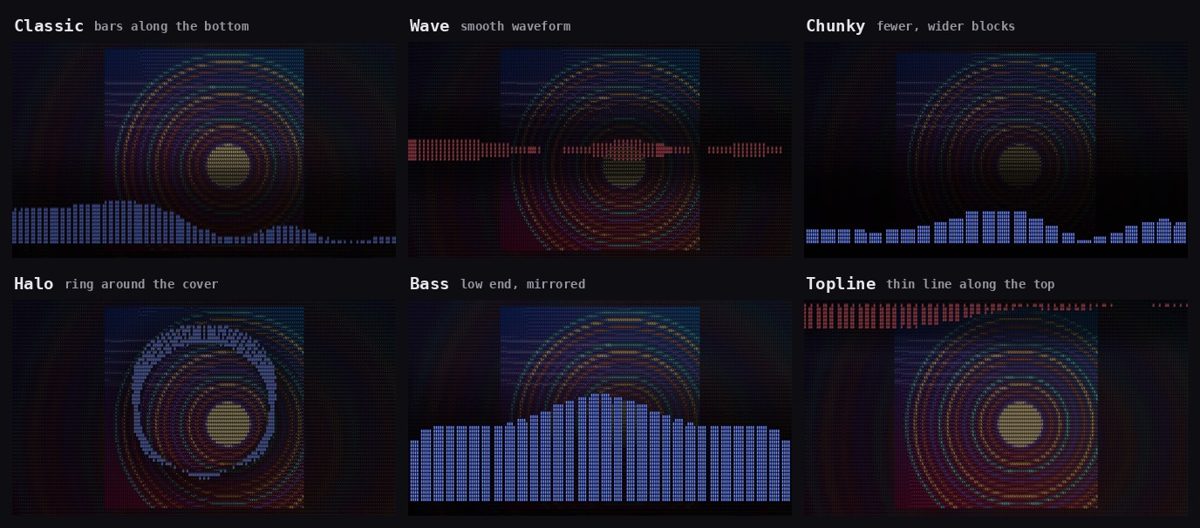 Classic bars along the bottom
Wave smooth waveform
Chunky fewer, wider blocks
Halo ring around the cover
Bass low end, mirrored
Topline thin line along the top